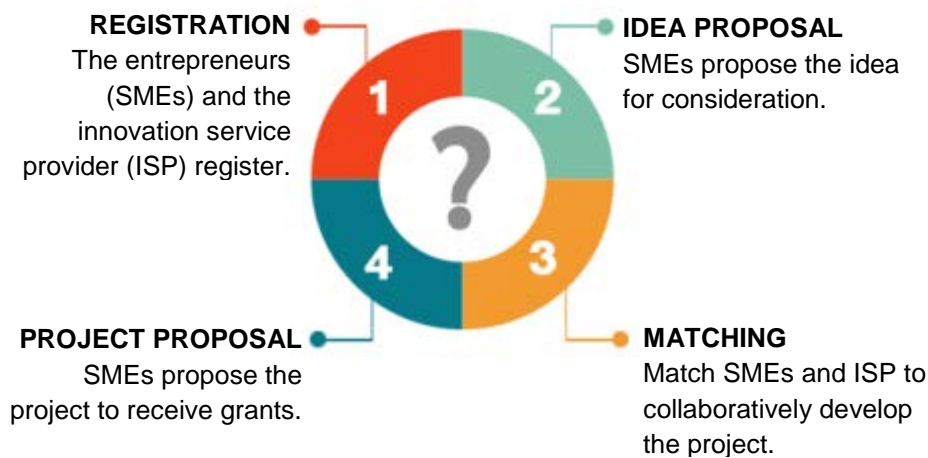 REGISTRATION
The entrepreneurs
(SMEs) and the
innovation service
provider (ISP) register.
1
IDEA PROPOSAL
SMEs propose the idea
for consideration.
2
?
3
MATCHING
Match SMEs and ISP to
collaboratively develop
the project.
4
PROJECT PROPOSAL
SMEs propose the
project to receive grants.